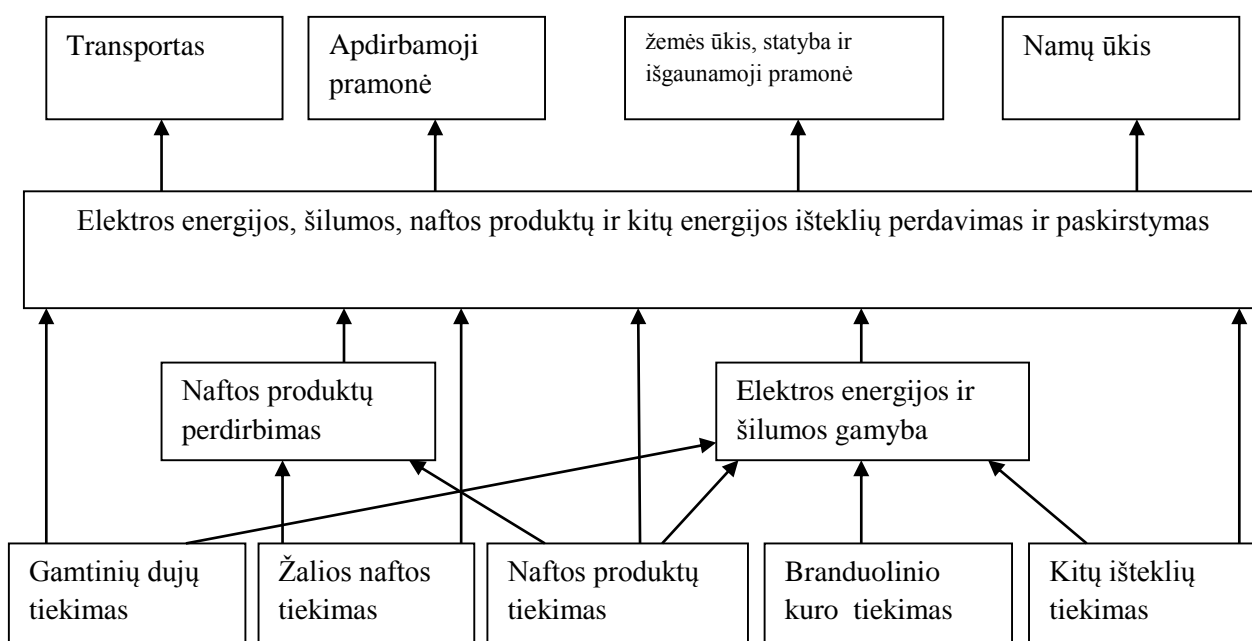 Transportas
Apdirbamoji
pramonė
žemės ūkis, statyba ir
išgaunamoji pramonė
Namų ūkis
Elektros energijos, šilumos, naftos produktų ir kitų energijos išteklių perdavimas ir paskirstymas
Naftos produktų
perdirbimas
Elektros energijos ir
šilumos gamyba
Gamtinių dujų
tiekimas
Žalios naftos
tiekimas
Naftos produktų
tiekimas
Branduolinio
kuro tiekimas
Kitų išteklių
tiekimas